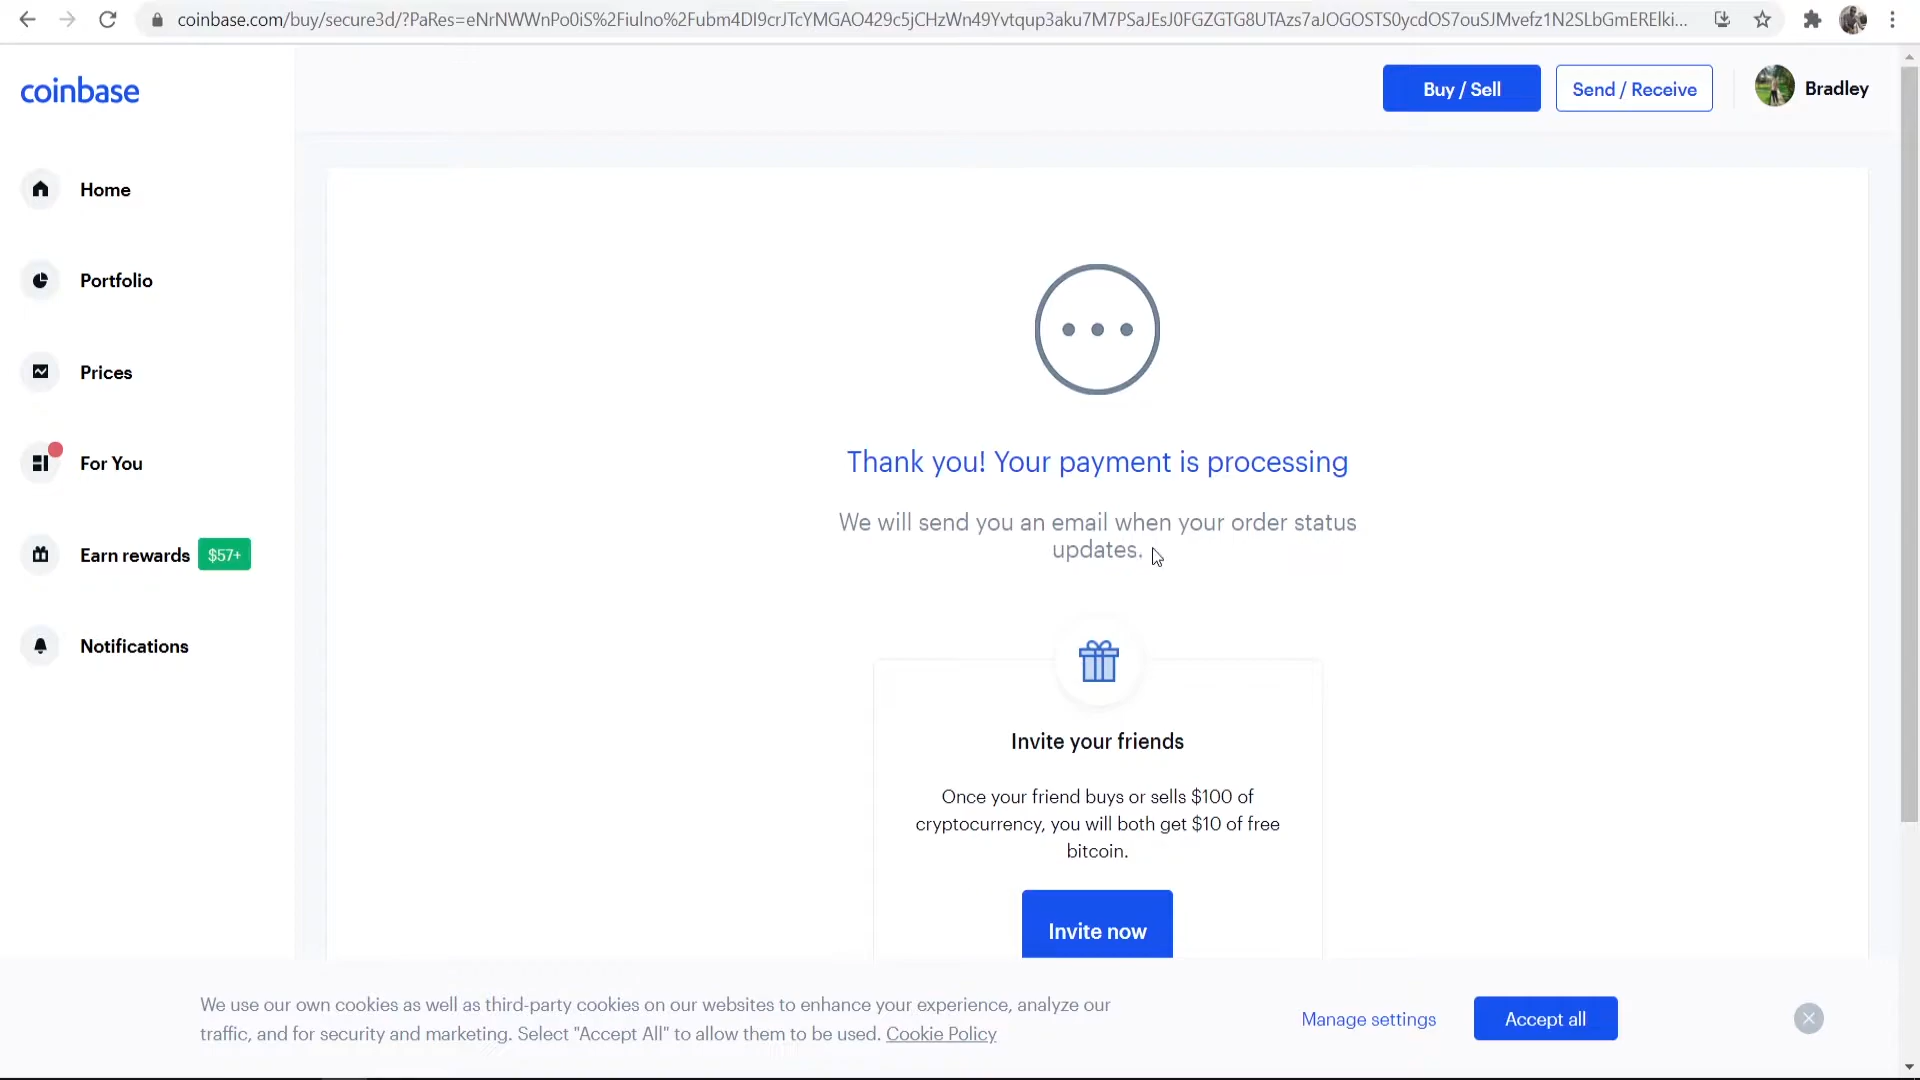 coinbase.com/buy/secure3d/?PaRes=eNrNWWnPo0iS%2Fiulno%2Fubm4DI9crJTcYMGAO429c5jCHzWn49Yvtqup3aku7M7PSaJEsJ0FGZGTG8UTAzs7aJOGOSTS0ycdOS7ouSJMvefz1N2SLbGmERElki...
coinbase
Buy / Sell
Send / Receive
Bradley
Home
Portfolio
Prices
For You
Earn rewards $57+
Notifications
Thank you! Your payment is processing
We will send you an email when your order status
updates.
Invite your friends
Once your friend buys or sells $100 of
cryptocurrency, you will both get $10 of free
bitcoin.
Invite now
We use our own cookies as well as third-party cookies on our websites to enhance your experience, analyze our
traffic, and for security and marketing. Select "Accept All" to allow them to be used. Cookie Policy
Manage settings
Accept all